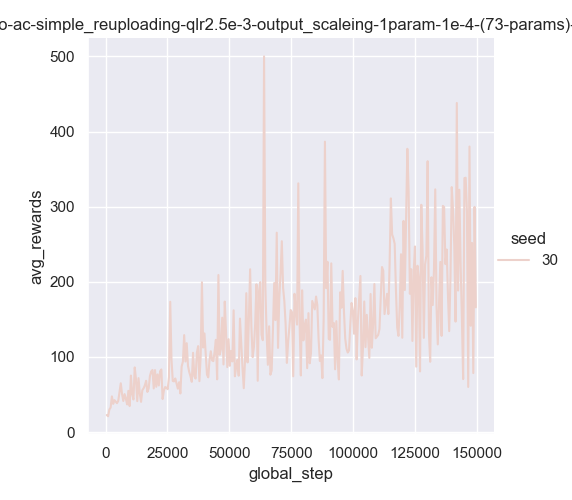 o-ac-simple_reuploading-qlr2.5e-3-output_scaleing-1param-1e-4-(73-params)-
500
400
300
200
100
0
avg_rewards
0 25000 50000 75000 100000 125000 150000
global_step
seed
30